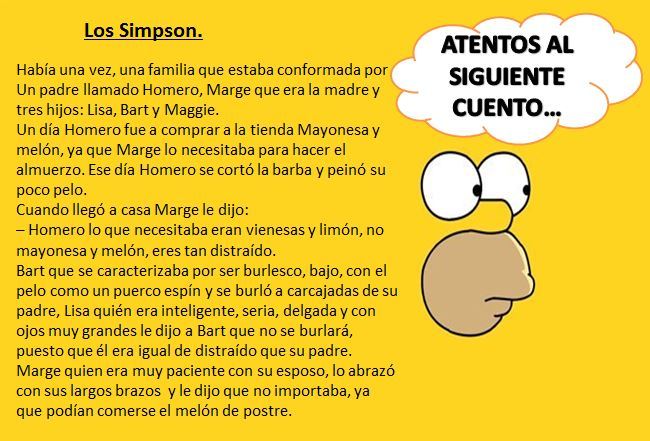 Los Simpson.
ATENTOS AL
SIGUIENTE
CUENTO...
Había una vez, una familia que estaba conformada por
Un padre llamado Homero, Marge que era la madre y
tres hijos: Lisa, Bart y Maggie.
Un día Homero fue a comprar a la tienda Mayonesa y
melón, ya que Marge lo necesitaba para hacer el
almuerzo. Ese día Homero se cortó la barba y peinó su
poco pelo.
Cuando llegó a casa Marge le dijo:
– Homero lo que necesitaba eran vienesas y limón, no
mayonesa y melón, eres tan distraído.
Bart que se caracterizaba por ser burlesco, bajo, con el
pelo como un puerco espín y se burló a carcajadas de su
padre, Lisa quién era inteligente, seria, delgada y con
ojos muy grandes le dijo a Bart que no se burlará,
puesto que él era igual de distraído que su padre.
Marge quien era muy paciente con su esposo, lo abrazó
con sus largos brazos y le dijo que no importaba, ya
que podían comerse el melón de postre.